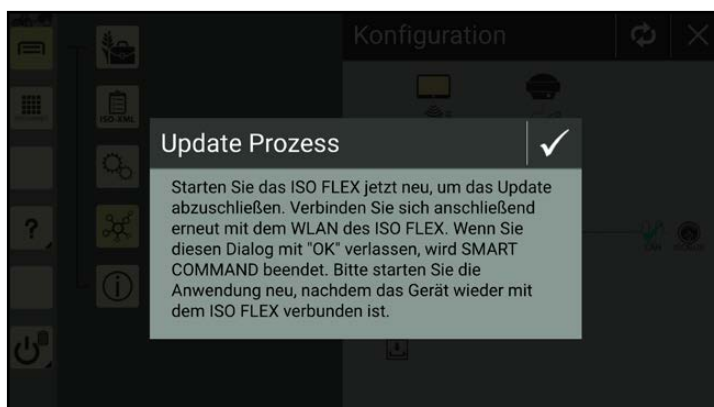 Konfiguration
ISO-XML
Update Prozess
Starten Sie das ISO FLEX jetzt neu, um das Update
abzuschließen. Verbinden Sie sich anschließend
erneut mit dem WLAN des ISO FLEX. Wenn Sie
diesen Dialog mit "OK" verlassen, wird SMART
COMMAND beendet. Bitte starten Sie die
Anwendung neu, nachdem das Gerät wieder mit
dem ISO FLEX verbunden ist.
?
CAN